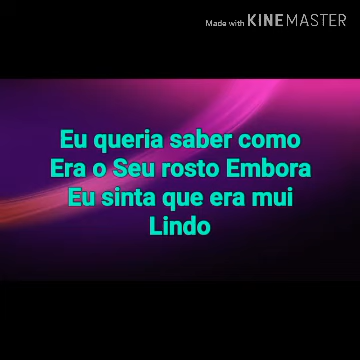 Made with KINEMASTER
Eu queria saber como
Era o Seu rosto Embora
Eu sinta que era mui
Lindo